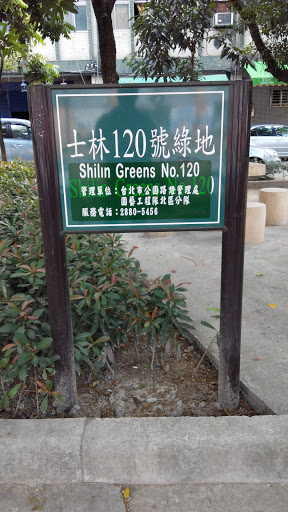 士林120號綠地
Shilin Greens No.120
管理單位：台北市公園路燈管理處
園藝工程隊北區分隊
服務電話：2880-5456